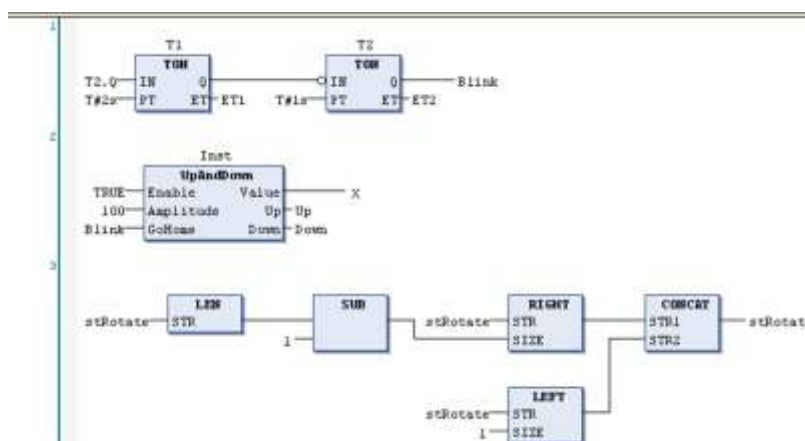 1
T1 T2
TON TON
T2.Q IN Q IN Q Blink
T#2s PT ET ET1 T#1s PT ET ET2
2
Inst
UpAndDown
TRUE Enable Value X
100 Amplitude Up Up
Blink GoHome Down Down
3
LEN SUB RIGHT CONCAT
stRotate STR stRotate STR STR1 stRotat
1 SIZE STR2
LEFT
stRotate STR
1 SIZE